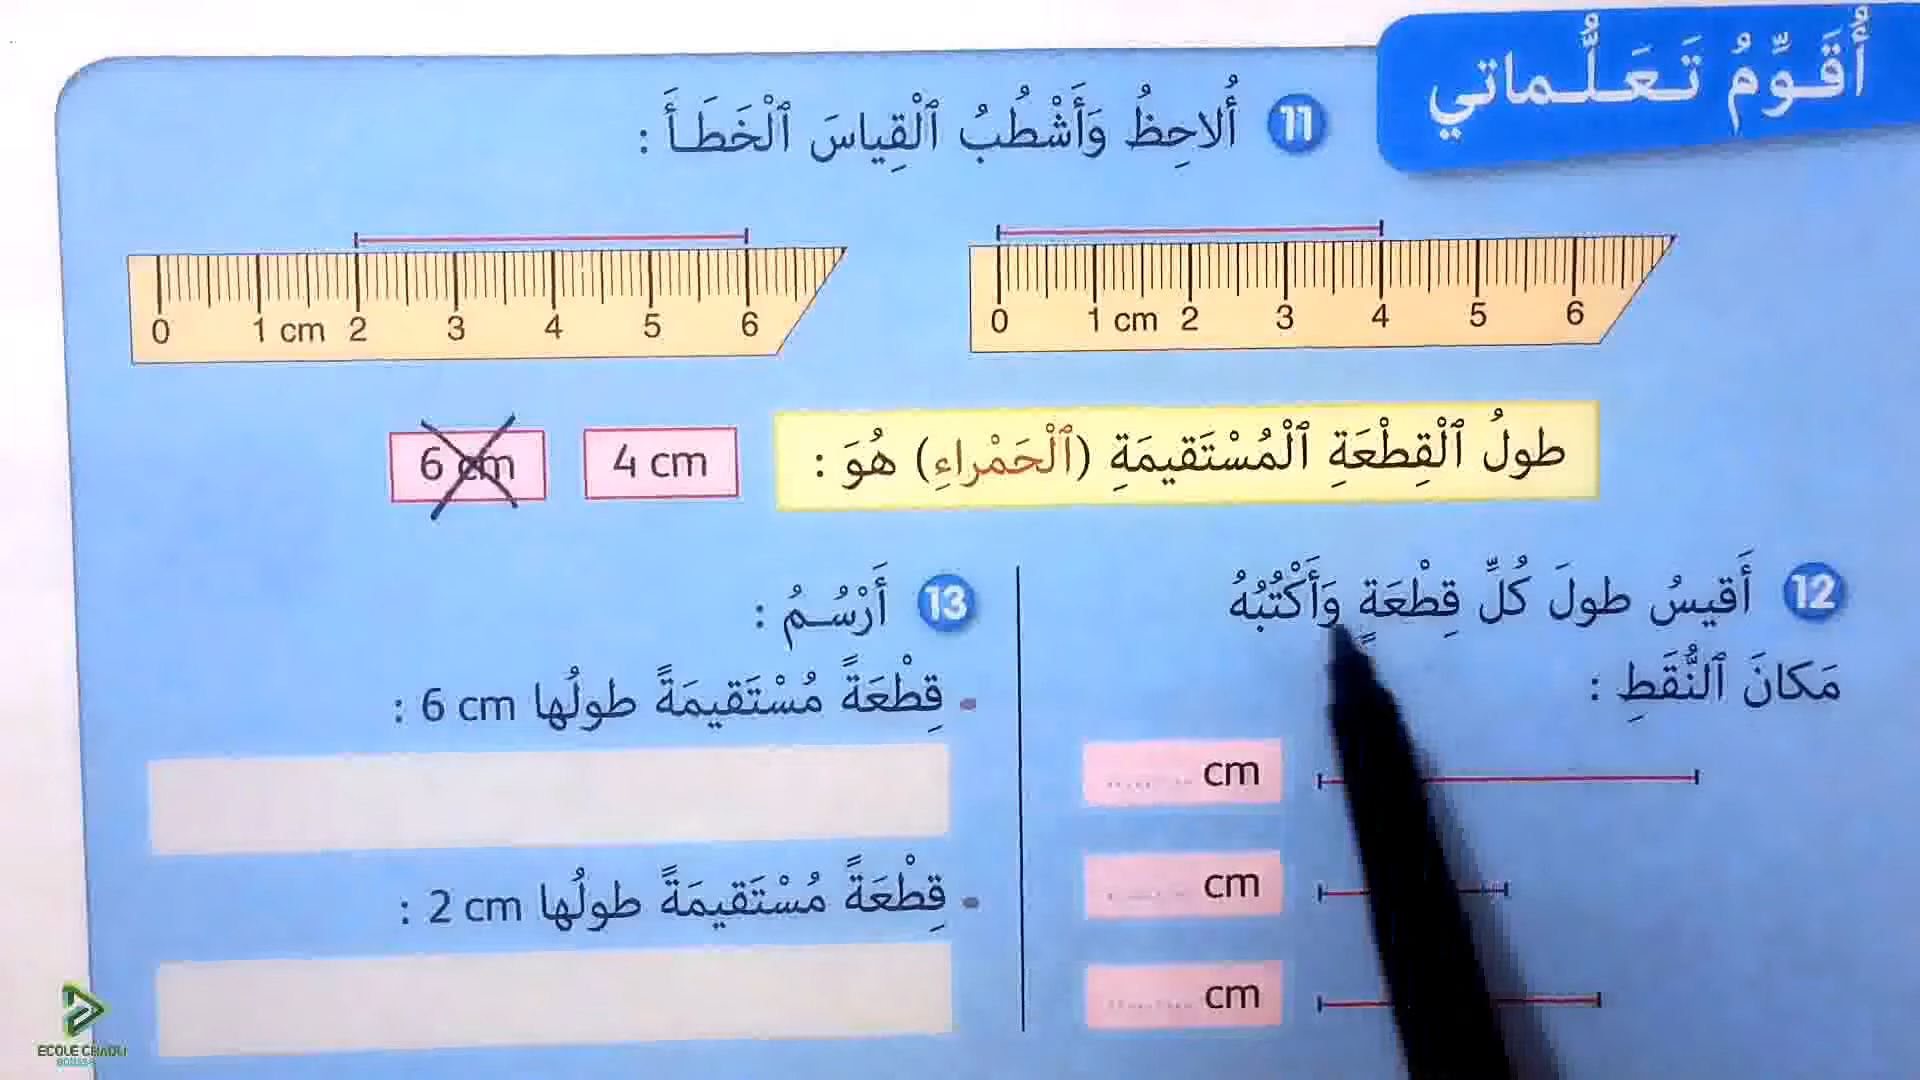 أُقَوِّمُ تَعَلُّماتي
11 أُلاحِظُ وَأَشْطُبُ ٱلْقِياسَ ٱلْخَطَأَ :
0 1 cm 2 3 4 5 6
0 1 cm 2 3 4 5 6
طولُ ٱلْقِطْعَةِ ٱلْمُسْتَقيمَةِ (ٱلْحَمْراءِ) هُوَ :
4 cm
6 cm
12 أَقيسُ طولَ كُلِّ قِطْعَةٍ وَأَكْتُبُهُ
مَكانَ ٱلنُّقَطِ :
......... cm
......... cm
......... cm
13 أَرْسُمُ :
- قِطْعَةً مُسْتَقيمَةً طولُها 6 cm :
- قِطْعَةً مُسْتَقيمَةً طولُها 2 cm :
ECOLE CHADLI